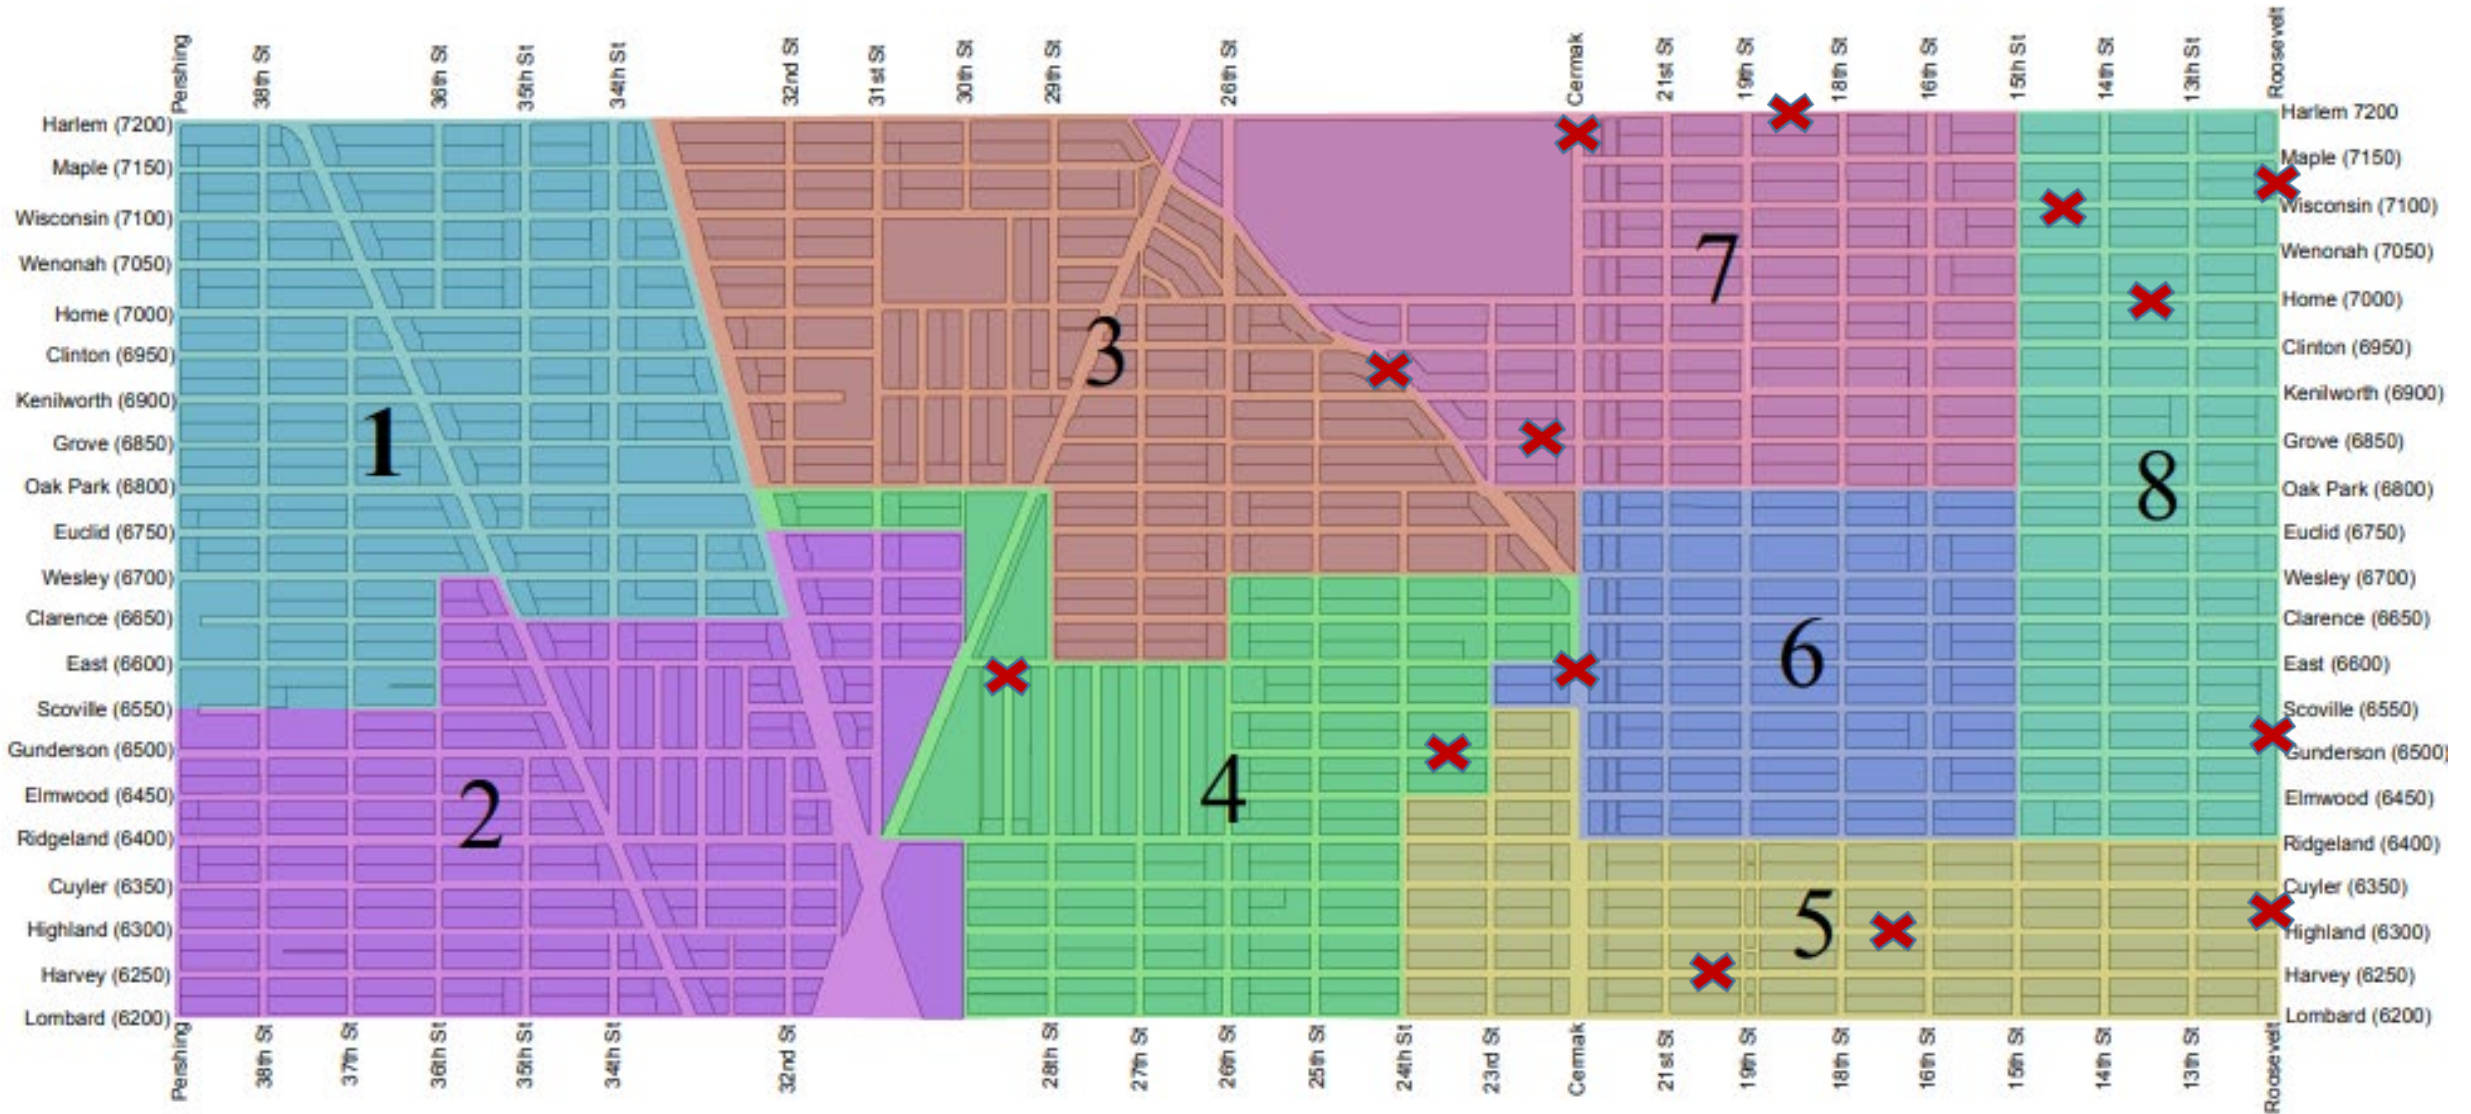 Pershing
38th St
36th St
35th St
34th St
32nd St
31st St
30th St
29th St
26th St
Cermak
21st St
19th St
18th St
16th St
15th St
14th St
13th St
Roosevelt
Harlem (7200)
Maple (7150)
Wisconsin (7100)
Wenonah (7050)
Home (7000)
Clinton (6950)
Kenilworth (6900)
Grove (6850)
Oak Park (6800)
Euclid (6750)
Wesley (6700)
Clarence (6650)
East (6600)
Scoville (6550)
Gunderson (6500)
Elmwood (6450)
Ridgeland (6400)
Cuyler (6350)
Highland (6300)
Harvey (6250)
Lombard (6200)
1
2
3
4
5
6
7
8
Harlem 7200
Maple (7150)
Wisconsin (7100)
Wenonah (7050)
Home (7000)
Clinton (6950)
Kenilworth (6900)
Grove (6850)
Oak Park (6800)
Euclid (6750)
Wesley (6700)
Clarence (6650)
East (6600)
Scoville (6550)
Gunderson (6500)
Elmwood (6450)
Ridgeland (6400)
Cuyler (6350)
Highland (6300)
Harvey (6250)
Lombard (6200)
Pershing
38th St
37th St
36th St
35th St
34th St
32nd St
28th St
27th St
26th St
25th St
24th St
23rd St
Cermak
21st St
19th St
18th St
16th St
15th St
14th St
13th St
Roosevelt